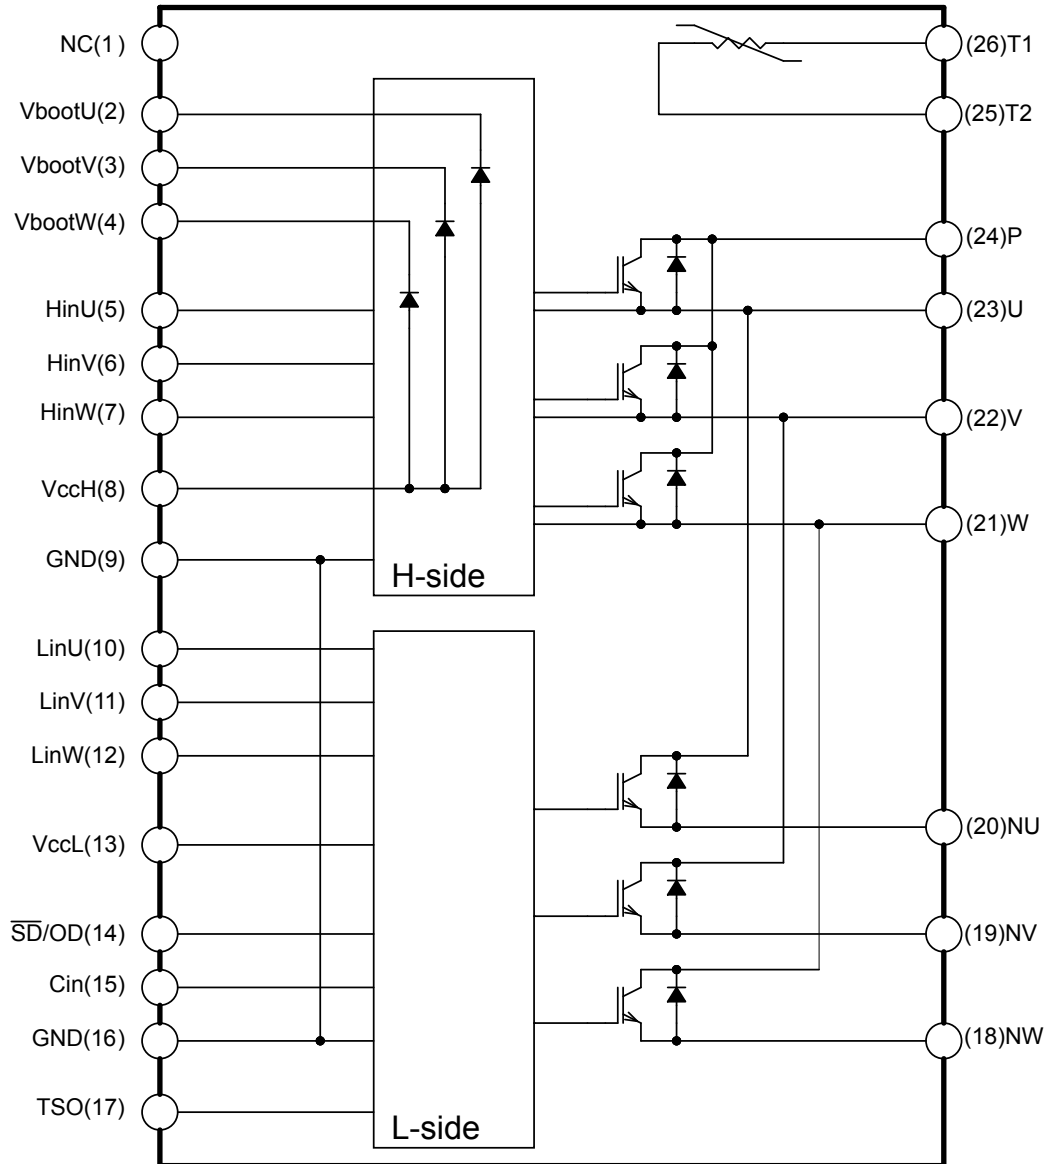 NC(1)
VbootU(2)
VbootV(3)
VbootW(4)
HinU(5)
HinV(6)
HinW(7)
VccH(8)
GND(9)
LinU(10)
LinV(11)
LinW(12)
VccL(13)
S̅D̅/OD(14)
Cin(15)
GND(16)
TSO(17)
H-side
L-side
(26)T1
(25)T2
(24)P
(23)U
(22)V
(21)W
(20)NU
(19)NV
(18)NW